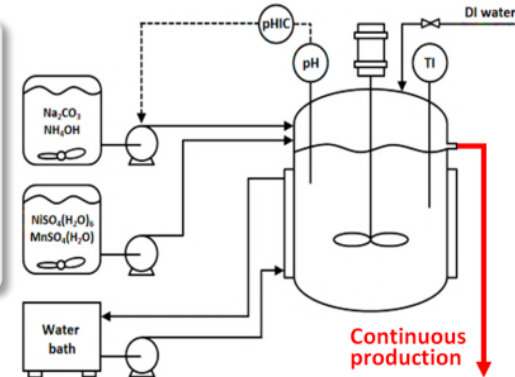 pHIC
DI water
pH
TI
Na₂CO₃
NH₄OH
NiSO₄(H₂O)₆
MnSO₄(H₂O)
Water
bath
Continuous
production